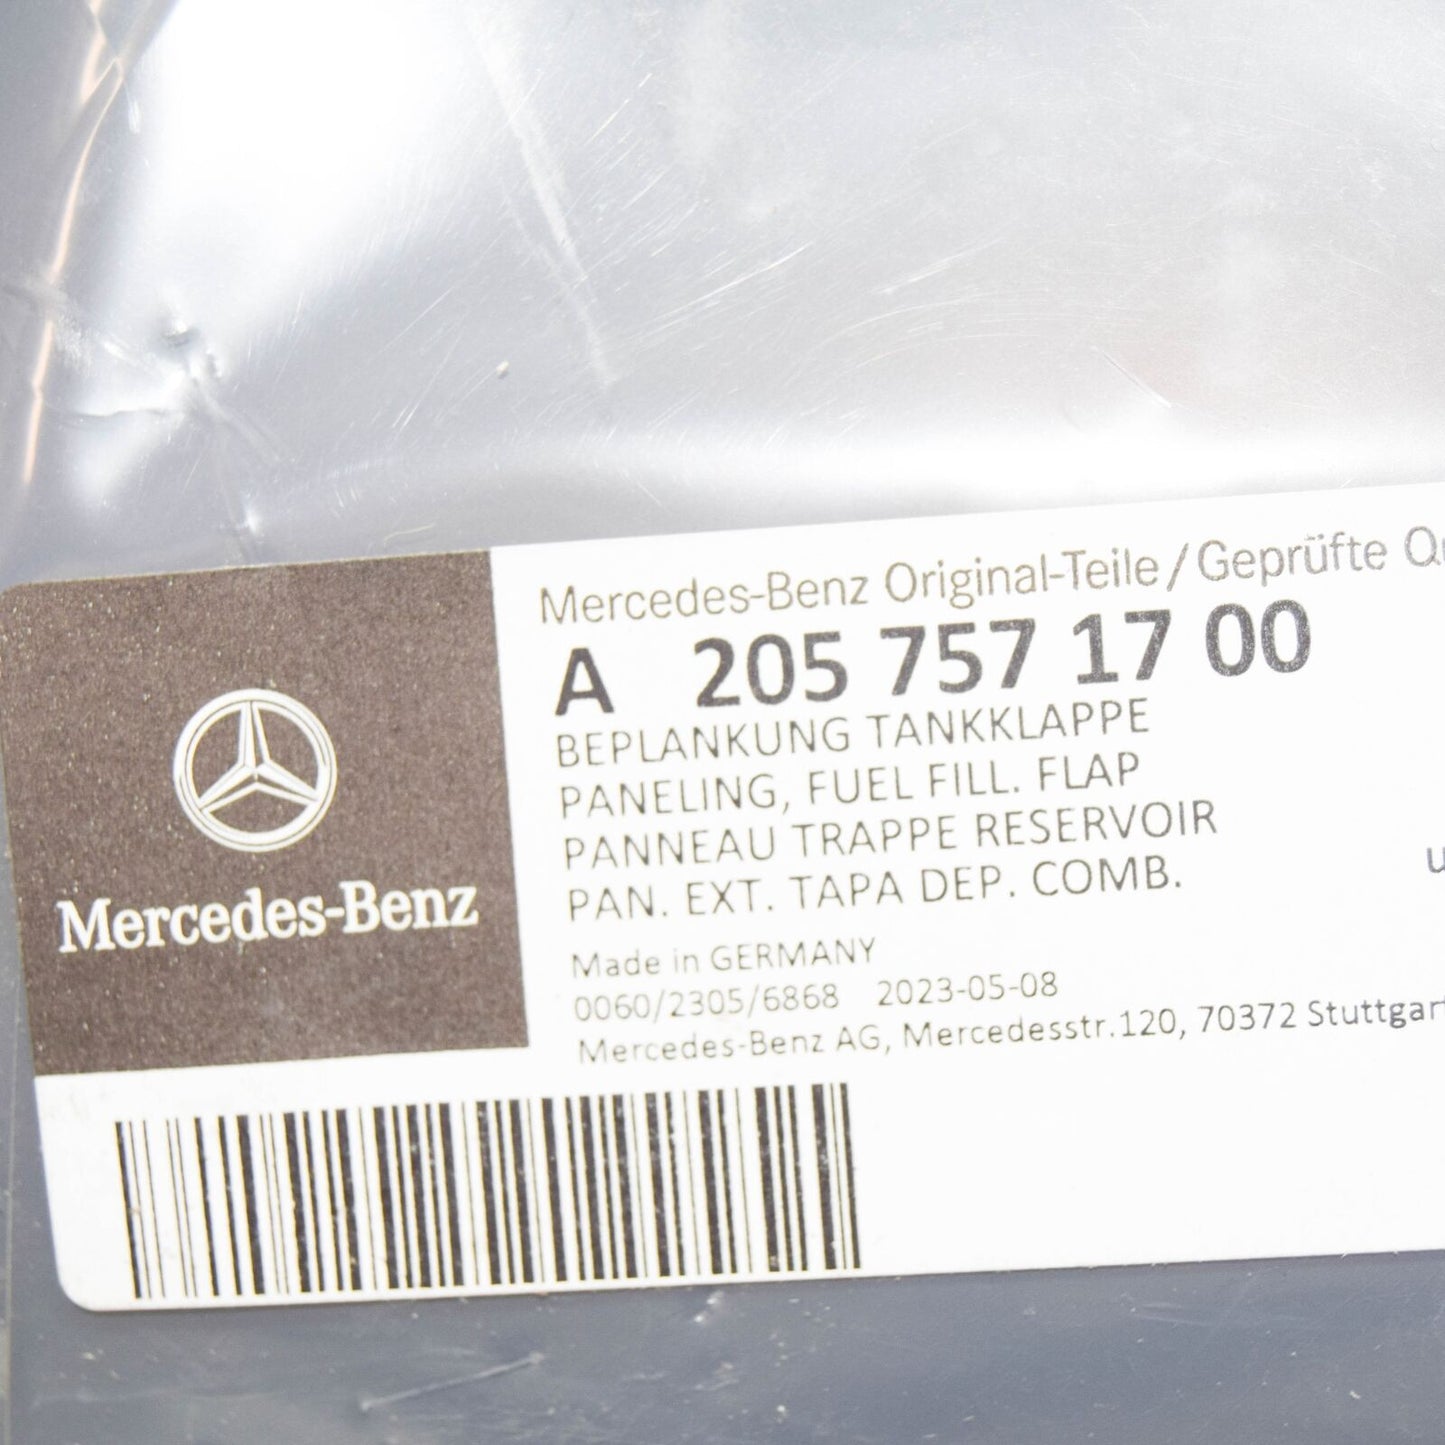 Mercedes-Benz
Mercedes-Benz Original-Teile/Geprüfte
A 205 757 17 00
BEPLANKUNG TANKKLAPPE
PANELING, FUEL FILL. FLAP
PANNEAU TRAPPE RESERVOIR
PAN. EXT. TAPA DEP. COMB.
Made in GERMANY
0060/2305/6868 2023-05-08
Mercedes-Benz AG, Mercedesstr.120, 70372 Stuttgart